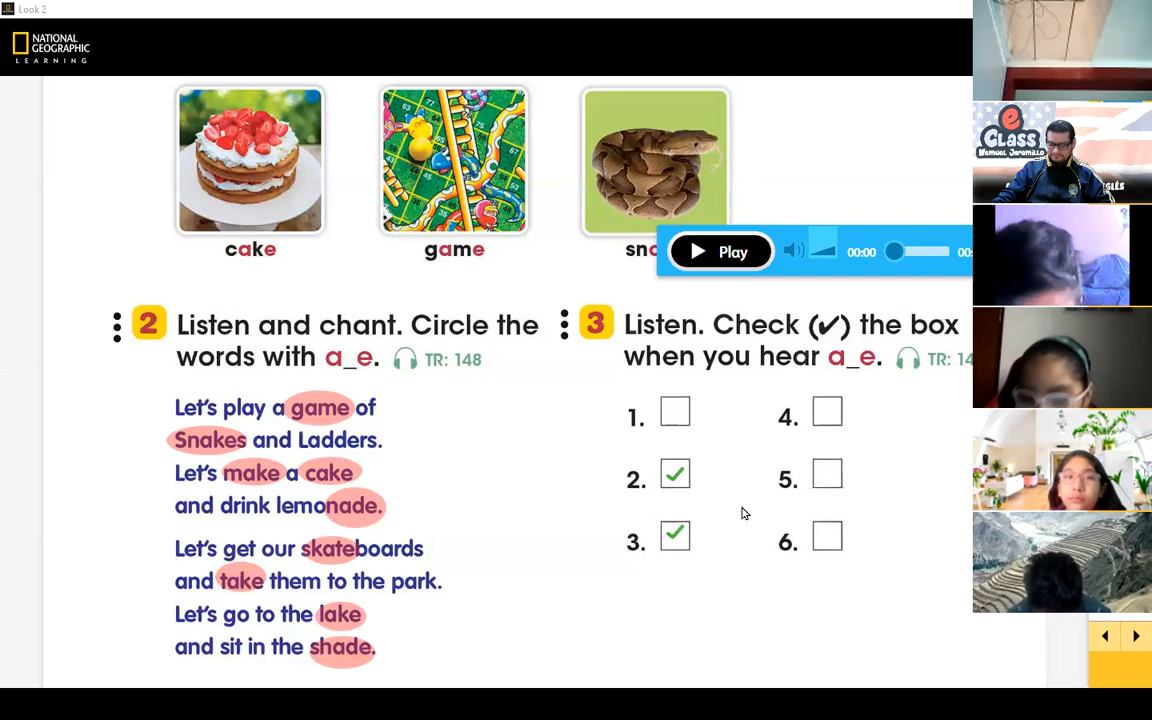 Look 2
NATIONAL
GEOGRAPHIC
LEARNING
cake
game
Play
00:00
2 Listen and chant. Circle the
words with a_e. TR: 148
Let's play a game of
Snakes and Ladders.
Let's make a cake
and drink lemonade.
Let's get our skateboards
and take them to the park.
Let's go to the lake
and sit in the shade.
3 Listen. Check (✔) the box
when you hear a_e.
1.
2. ✓
3. ✓
4.
5.
6.
e
Class